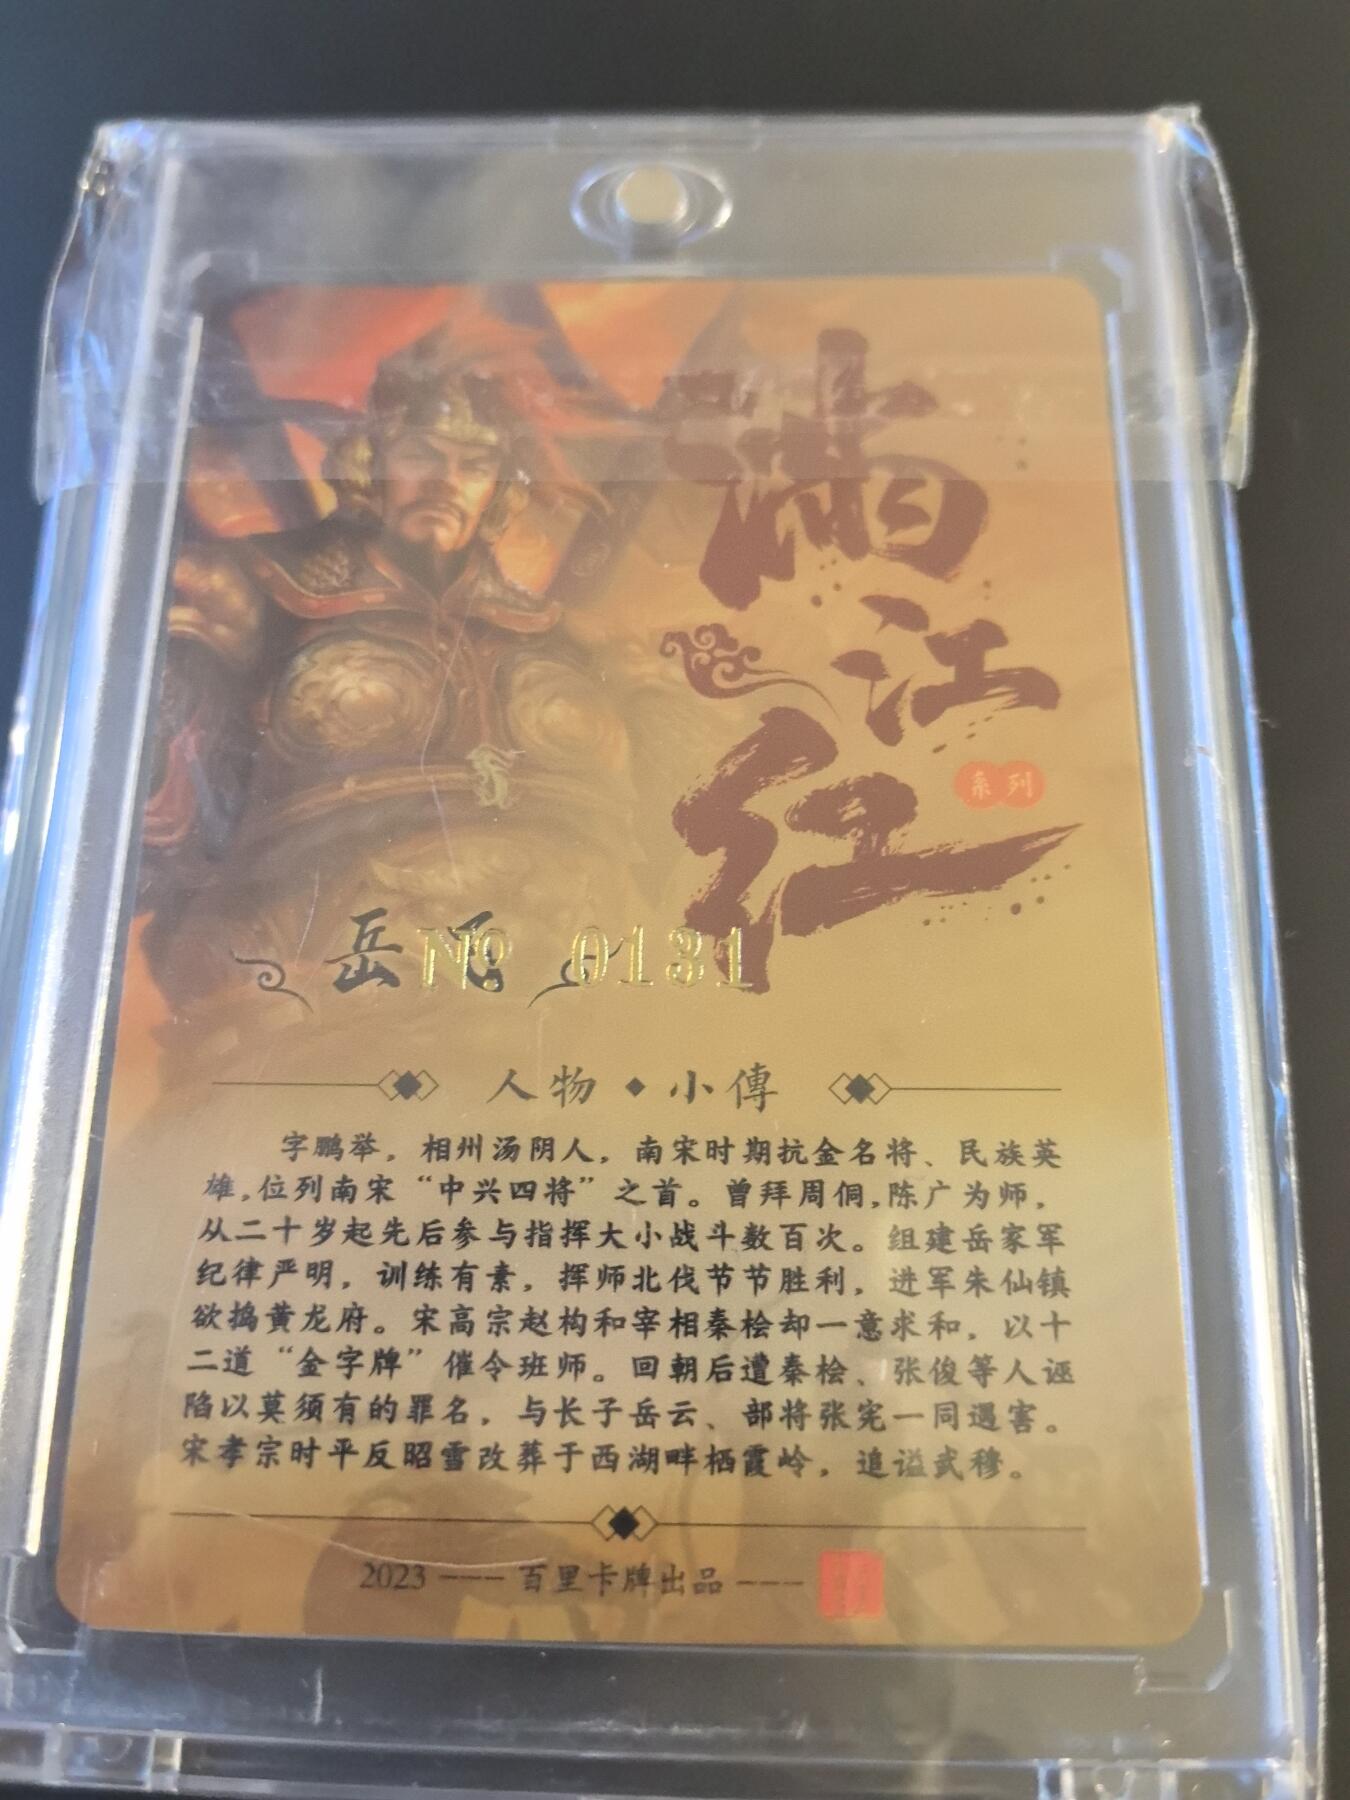 满江红
系列
岳飞
№ 0131
人物◆小傳
字鹏举，相州汤阴人，南宋时期抗金名将、民族英
雄，位列南宋“中兴四将”之首。曾拜周侗，陈广为师，
从二十岁起先后参与指挥大小战斗数百次。组建岳家军
纪律严明，训练有素，挥师北伐节节胜利，进军朱仙镇
欲捣黄龙府。宋高宗赵构和宰相秦桧却一意求和，以十
二道“金字牌”催令班师。回朝后遭秦桧、张俊等人诬
陷以莫须有的罪名，与长子岳云、部将张宪一同遇害。
宋孝宗时平反昭雪改葬于西湖畔栖霞岭，追谥武穆。
2023 --- 百里卡牌出品 ---